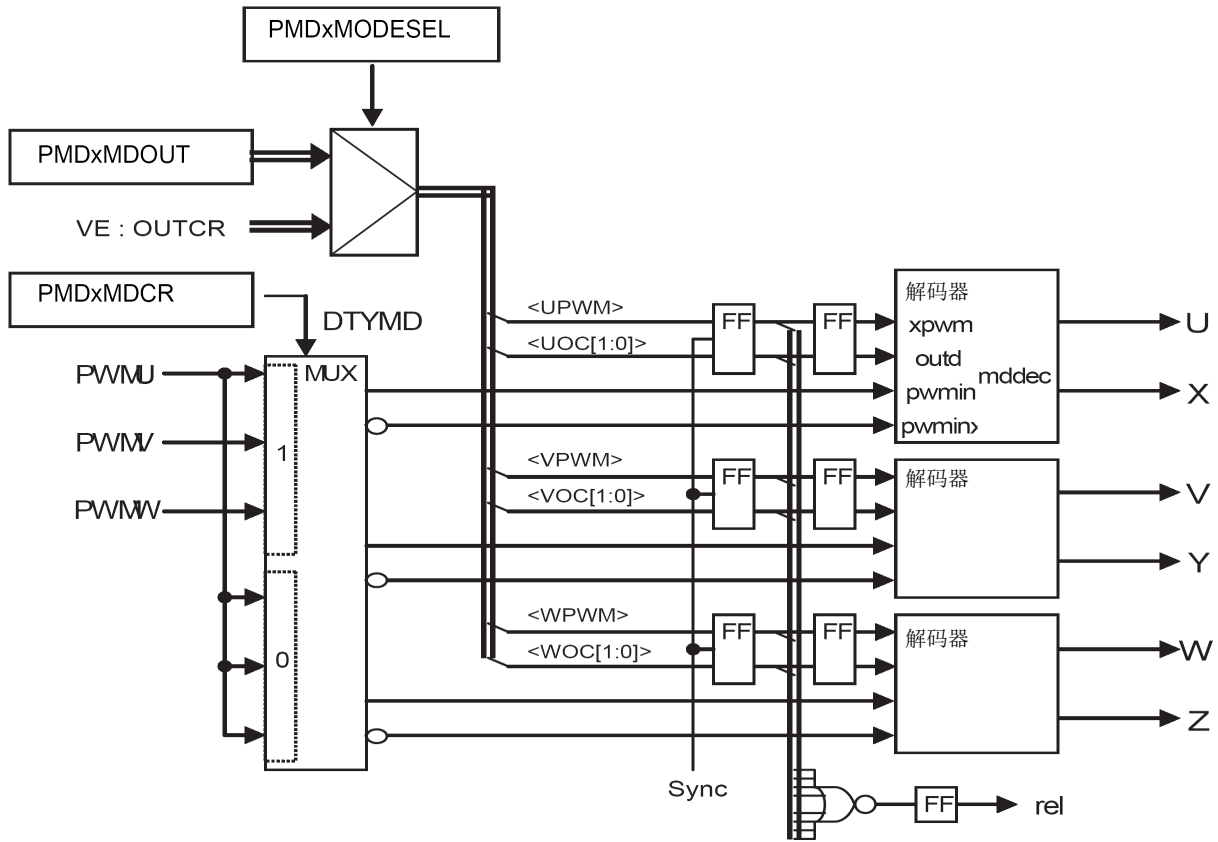 PMDxMODESEL
PMDxMDOUT
VE : OUTCR
PMDxMDCR
DTYMD
MUX
PWMU
PWMV
PWMW
1
0
<UPWM>
<UOC[1:0]>
FF
FF
<VPWM>
<VOC[1:0]>
FF
FF
<WPWM>
<WOC[1:0]>
FF
FF
解码器
xpwm
outd
mddec
pwmin
pwminx
解码器
解码器
U
X
V
Y
W
Z
Sync
FF
rel